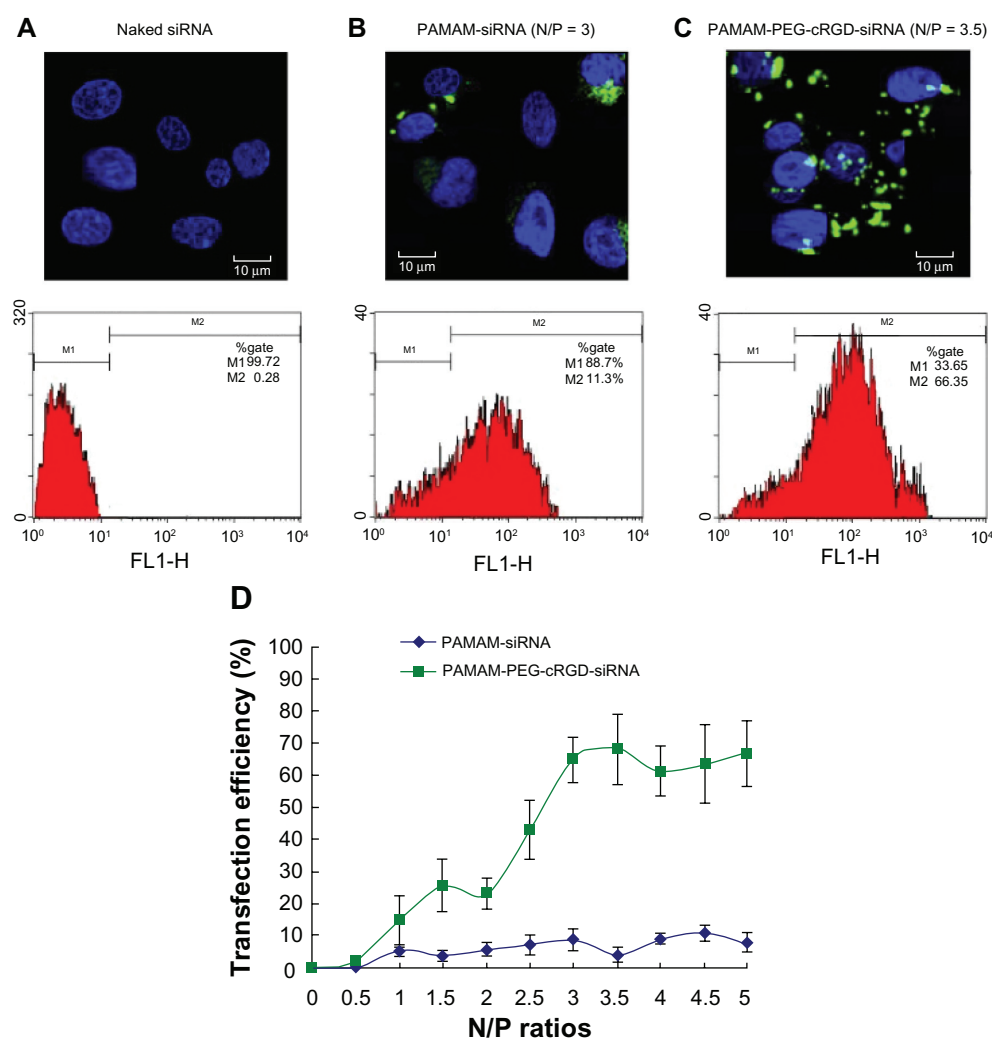 A
Naked siRNA
B
PAMAM-siRNA (N/P = 3)
C
PAMAM-PEG-cRGD-siRNA (N/P = 3.5)
10 µm
10 µm
10 µm
320
0
M1
M2
%gate
M1 99.72
M2 0.28
10⁰ 10¹ 10² 10³ 10⁴
FL1-H
40
0
M1
M2
%gate
M1 88.7%
M2 11.3%
10⁰ 10¹ 10² 10³ 10⁴
FL1-H
40
0
M1
M2
%gate
M1 33.65
M2 66.35
10⁰ 10¹ 10² 10³ 10⁴
FL1-H
D
PAMAM-siRNA
PAMAM-PEG-cRGD-siRNA
Transfection efficiency (%)
100
90
80
70
60
50
40
30
20
10
0
0 0.5 1 1.5 2 2.5 3 3.5 4 4.5 5
N/P ratios